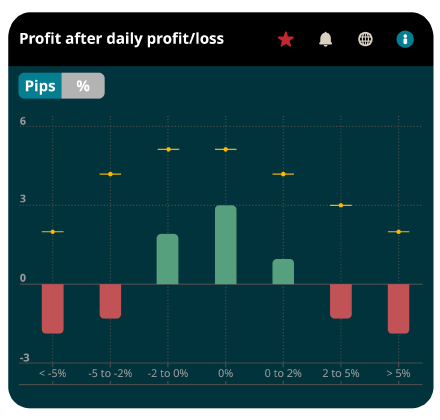 Profit after daily profit/loss
Pips %
6
3
0
-3
< -5% -5 to -2% -2 to 0% 0% 0 to 2% 2 to 5% > 5%